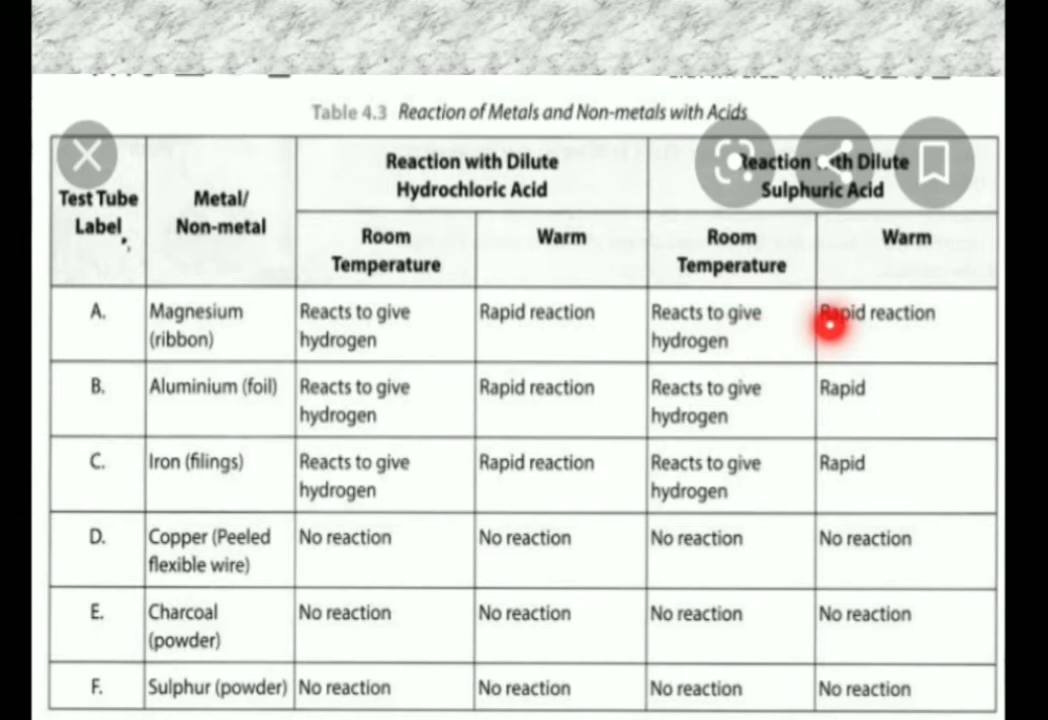 Table 4.3 Reaction of Metals and Non-metals with Acids
Test Tube Label
Metal/ Non-metal
Reaction with Dilute Hydrochloric Acid
Reaction with Dilute Sulphuric Acid
Room Temperature
Warm
Room Temperature
Warm
A. Magnesium (ribbon) Reacts to give hydrogen Rapid reaction Reacts to give hydrogen Rapid reaction
B. Aluminium (foil) Reacts to give hydrogen Rapid reaction Reacts to give hydrogen Rapid
C. Iron (filings) Reacts to give hydrogen Rapid reaction Reacts to give hydrogen Rapid
D. Copper (Peeled flexible wire) No reaction No reaction No reaction No reaction
E. Charcoal (powder) No reaction No reaction No reaction No reaction
F. Sulphur (powder) No reaction No reaction No reaction No reaction